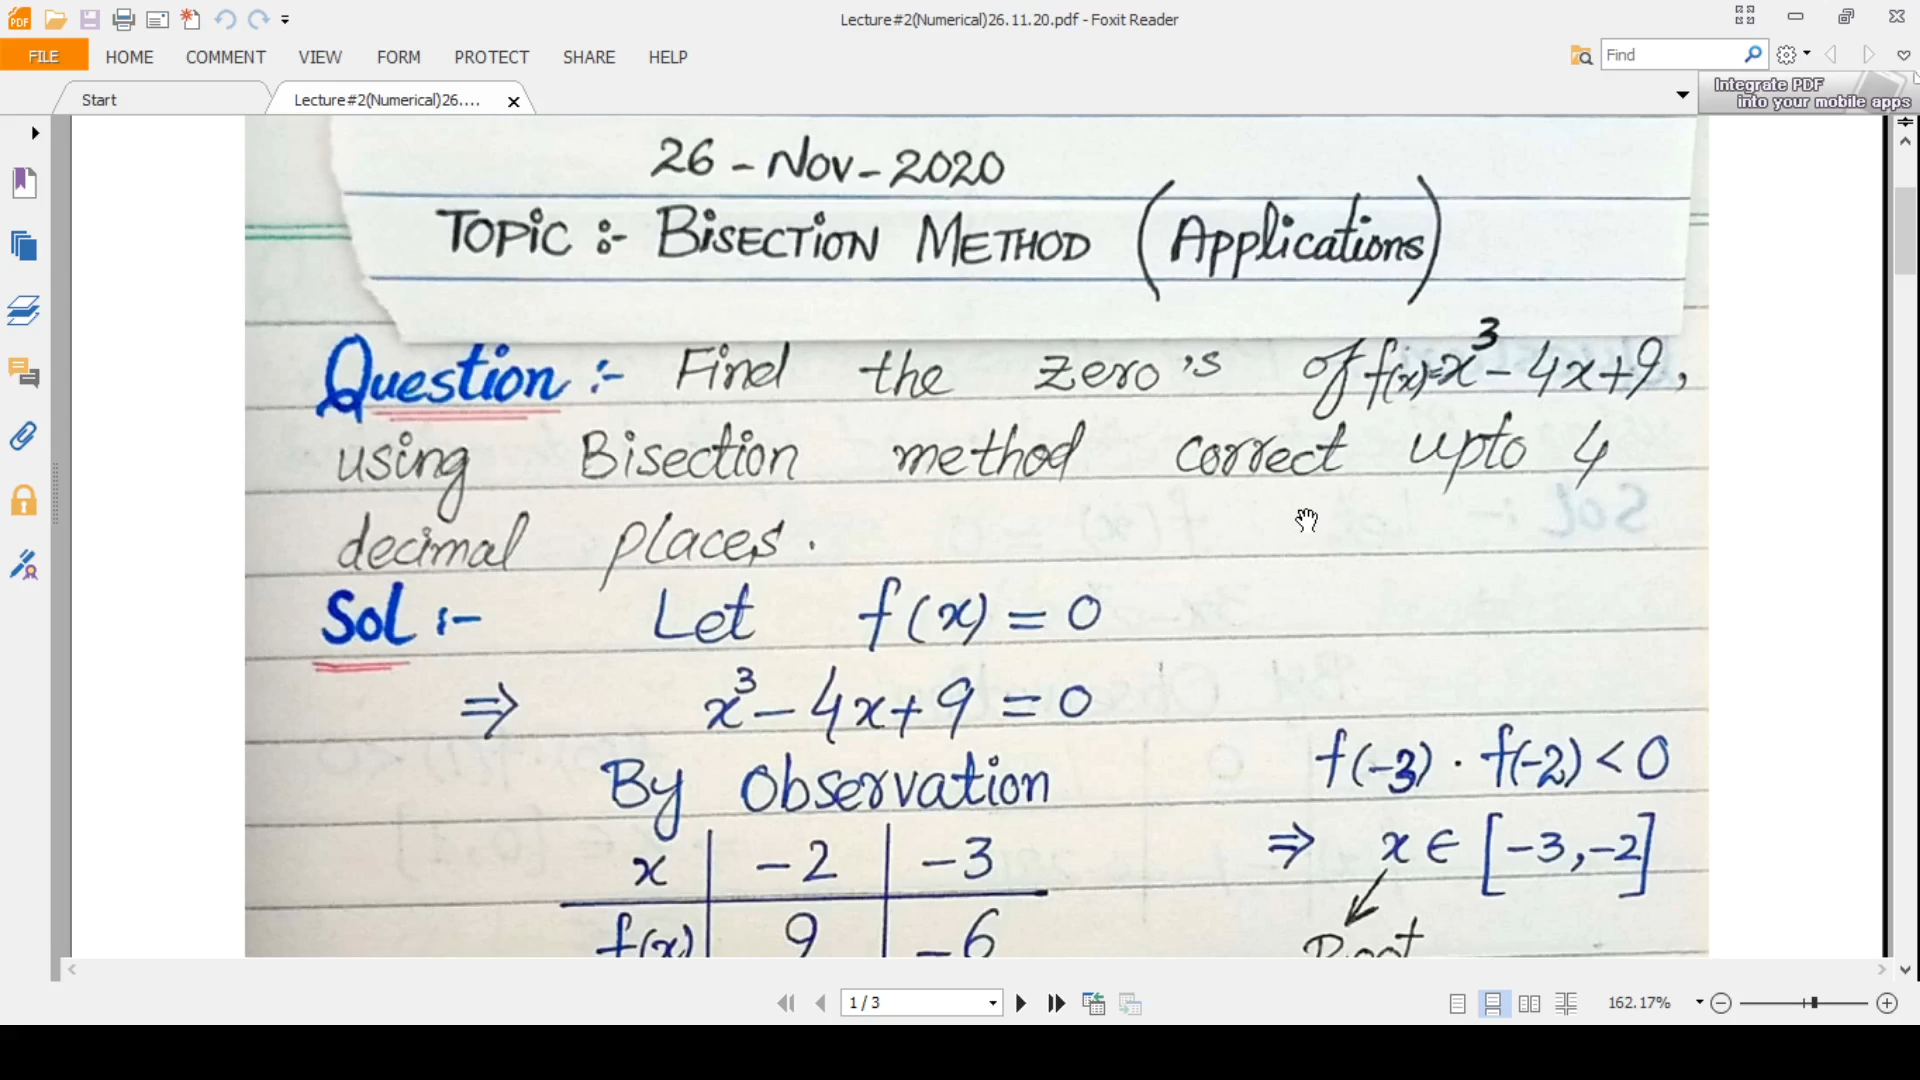 Lecture#2(Numerical)26.11.20.pdf - Foxit Reader
FILE HOME COMMENT VIEW FORM PROTECT SHARE HELP
Find
Start
Lecture#2(Numerical)26....
Integrate PDF
into your mobile apps
26 - Nov - 2020
TOPIC :- BISECTION METHOD (Applications)
Question :- Find the zero's of f(x)=x³-4x+9,
using Bisection method correct upto 4
decimal places.
Sol :- Let f(x) = 0
⇒ x³ - 4x + 9 = 0
By Observation
f(-3) · f(-2) < 0
⇒ x ∈ [-3, -2]
Root
x | -2 | -3
f(x) | 9 | -6
1 / 3
162.17%